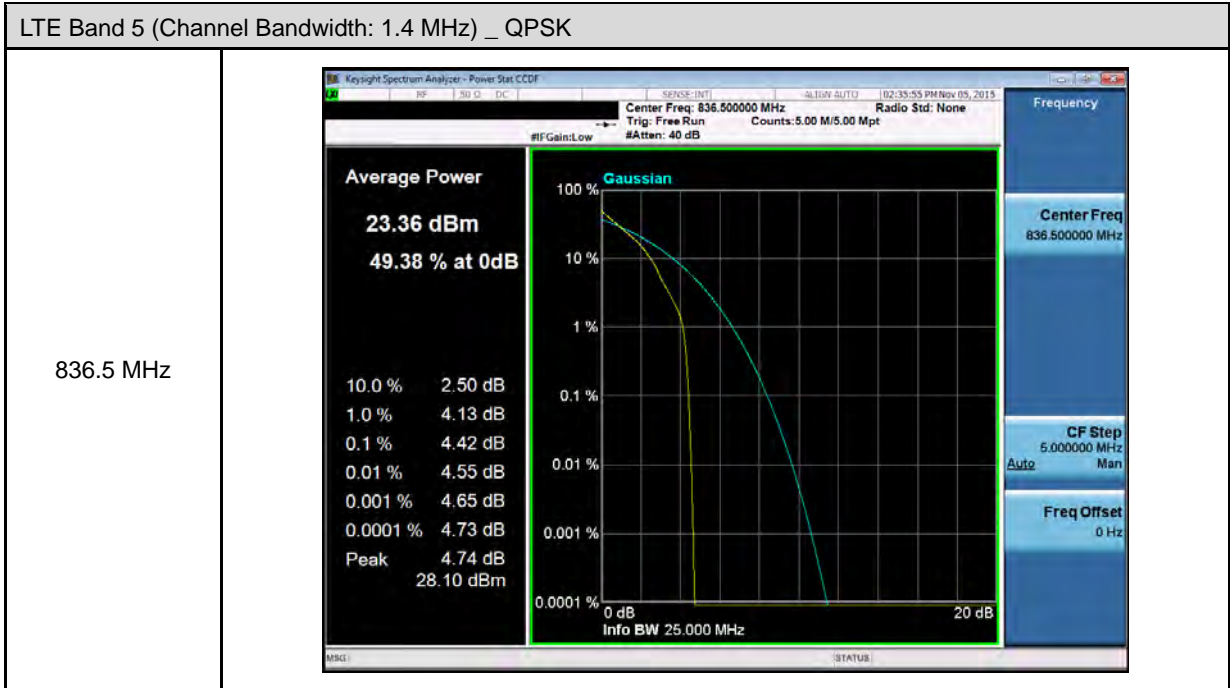 LTE Band 5 (Channel Bandwidth: 1.4 MHz) _ QPSK
836.5 MHz
Keysight Spectrum Analyzer - Power Stat CCDF
RF 50 Ω DC SENSE:INT ALIGN AUTO 02:35:55 PM Nov 05, 2015
Center Freq: 836.500000 MHz Radio Std: None
Trig: Free Run Counts:5.00 M/5.00 Mpt
#IFGain:Low #Atten: 40 dB
Frequency
Average Power
23.36 dBm
49.38 % at 0dB
10.0 % 2.50 dB
1.0 % 4.13 dB
0.1 % 4.42 dB
0.01 % 4.55 dB
0.001 % 4.65 dB
0.0001 % 4.73 dB
Peak 4.74 dB
28.10 dBm
Gaussian
100 %
10 %
1 %
0.1 %
0.01 %
0.001 %
0.0001 %
0 dB 20 dB
Info BW 25.000 MHz
Center Freq
836.500000 MHz
CF Step
5.000000 MHz
Auto Man
Freq Offset
0 Hz
MSG STATUS